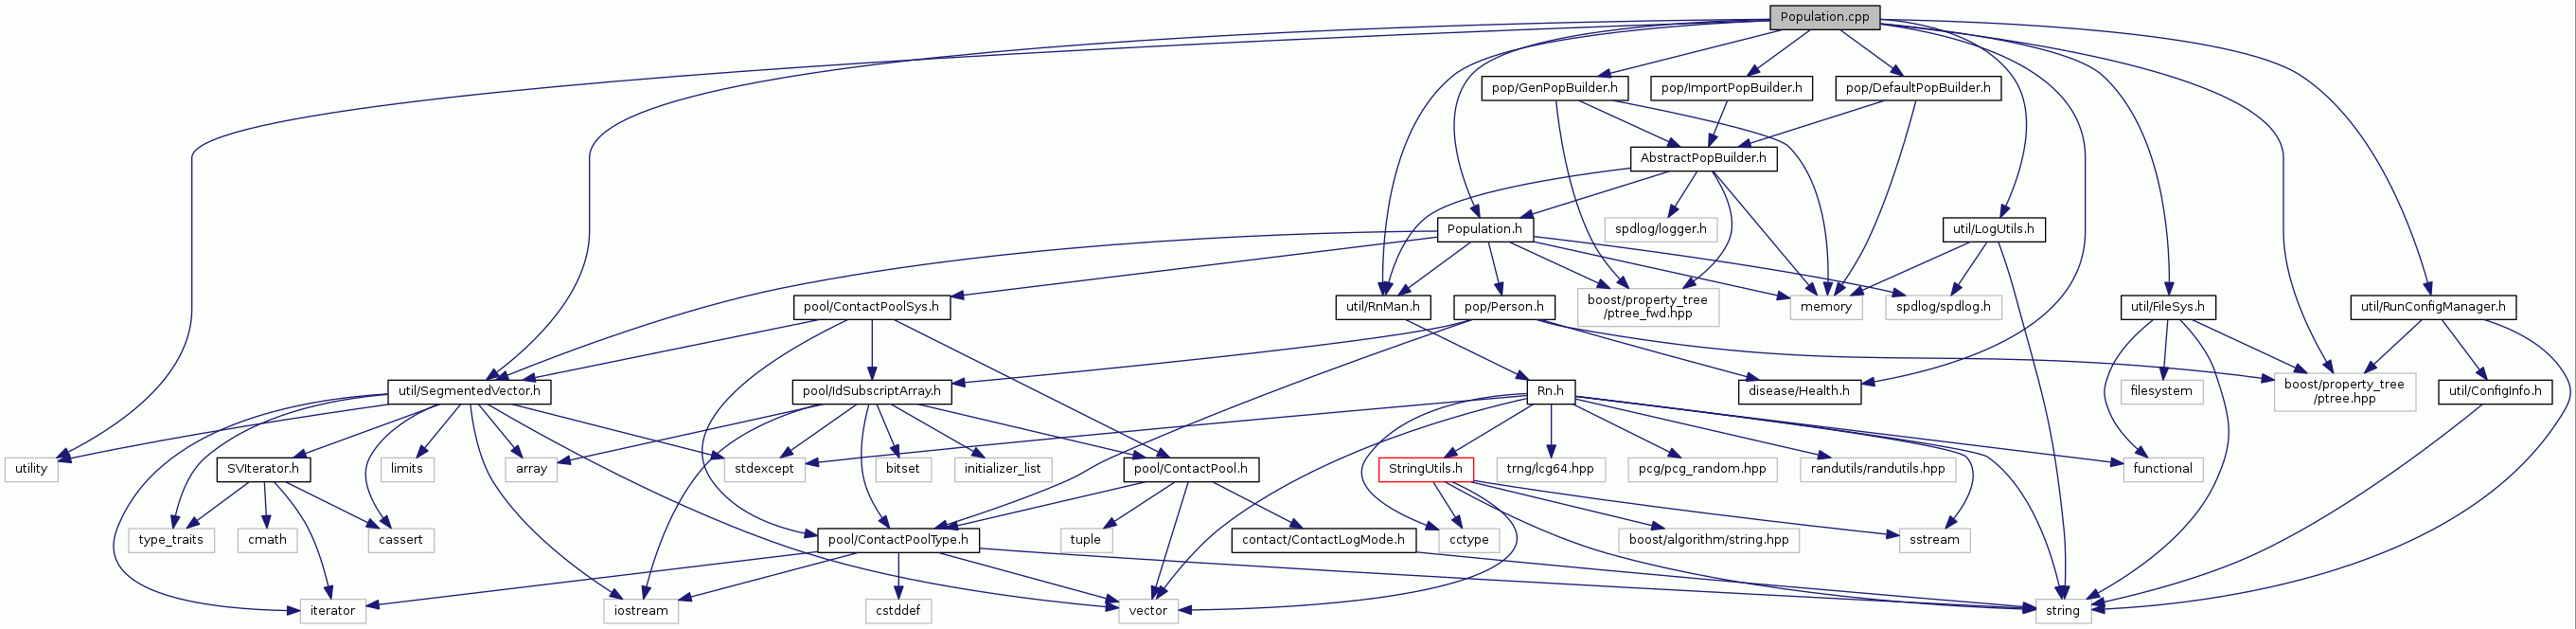 Population.cpp
pop/GenPopBuilder.h
pop/ImportPopBuilder.h
pop/DefaultPopBuilder.h
AbstractPopBuilder.h
Population.h
spdlog/logger.h
util/LogUtils.h
pool/ContactPoolSys.h
util/RnMan.h
pop/Person.h
boost/property_tree
/ptree_fwd.hpp
memory
spdlog/spdlog.h
util/FileSys.h
util/RunConfigManager.h
util/SegmentedVector.h
pool/IdSubscriptArray.h
Rn.h
disease/Health.h
filesystem
boost/property_tree
/ptree.hpp
util/ConfigInfo.h
utility
SVIterator.h
limits
array
stdexcept
bitset
initializer_list
pool/ContactPool.h
StringUtils.h
trng/lcg64.hpp
pcg/pcg_random.hpp
randutils/randutils.hpp
functional
type_traits
cmath
cassert
pool/ContactPoolType.h
tuple
contact/ContactLogMode.h
cctype
boost/algorithm/string.hpp
sstream
iterator
iostream
cstddef
vector
string